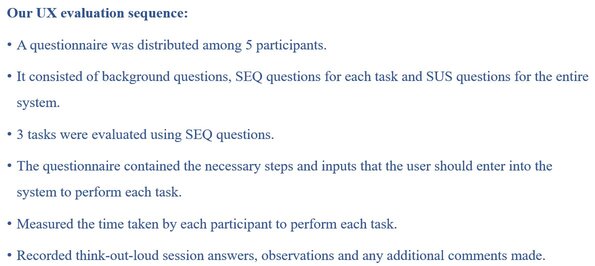 Our UX evaluation sequence:
• A questionnaire was distributed among 5 participants.
• It consisted of background questions, SEQ questions for each task and SUS questions for the entire
system.
• 3 tasks were evaluated using SEQ questions.
• The questionnaire contained the necessary steps and inputs that the user should enter into the
system to perform each task.
• Measured the time taken by each participant to perform each task.
• Recorded think-out-loud session answers, observations and any additional comments made.